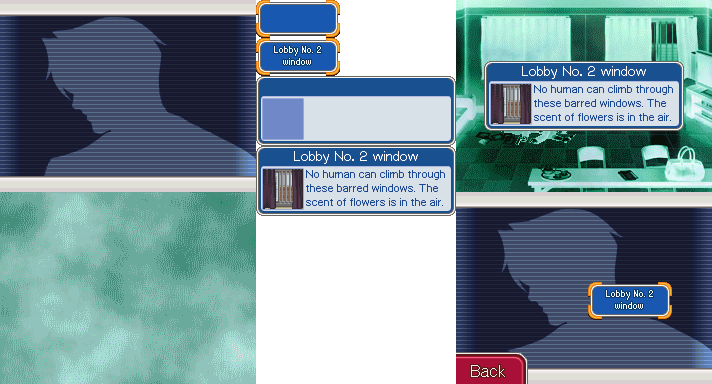 Lobby No. 2
window
Lobby No. 2 window
No human can climb through
these barred windows. The
scent of flowers is in the air.
Lobby No. 2 window
No human can climb through
these barred windows. The
scent of flowers is in the air.
Lobby No. 2
window
Back